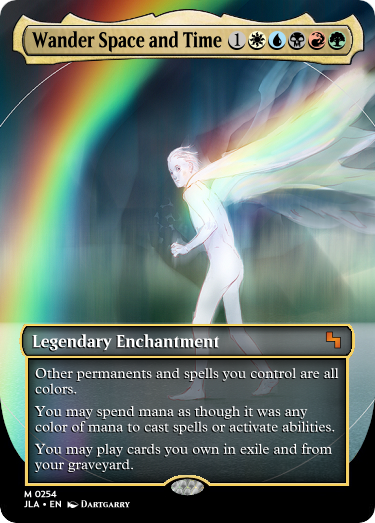 Wander Space and Time 1
Legendary Enchantment
Other permanents and spells you control are all
colors.
You may spend mana as though it was any
color of mana to cast spells or activate abilities.
You may play cards you own in exile and from
your graveyard.
M 0254
JLA • EN Dartgarry